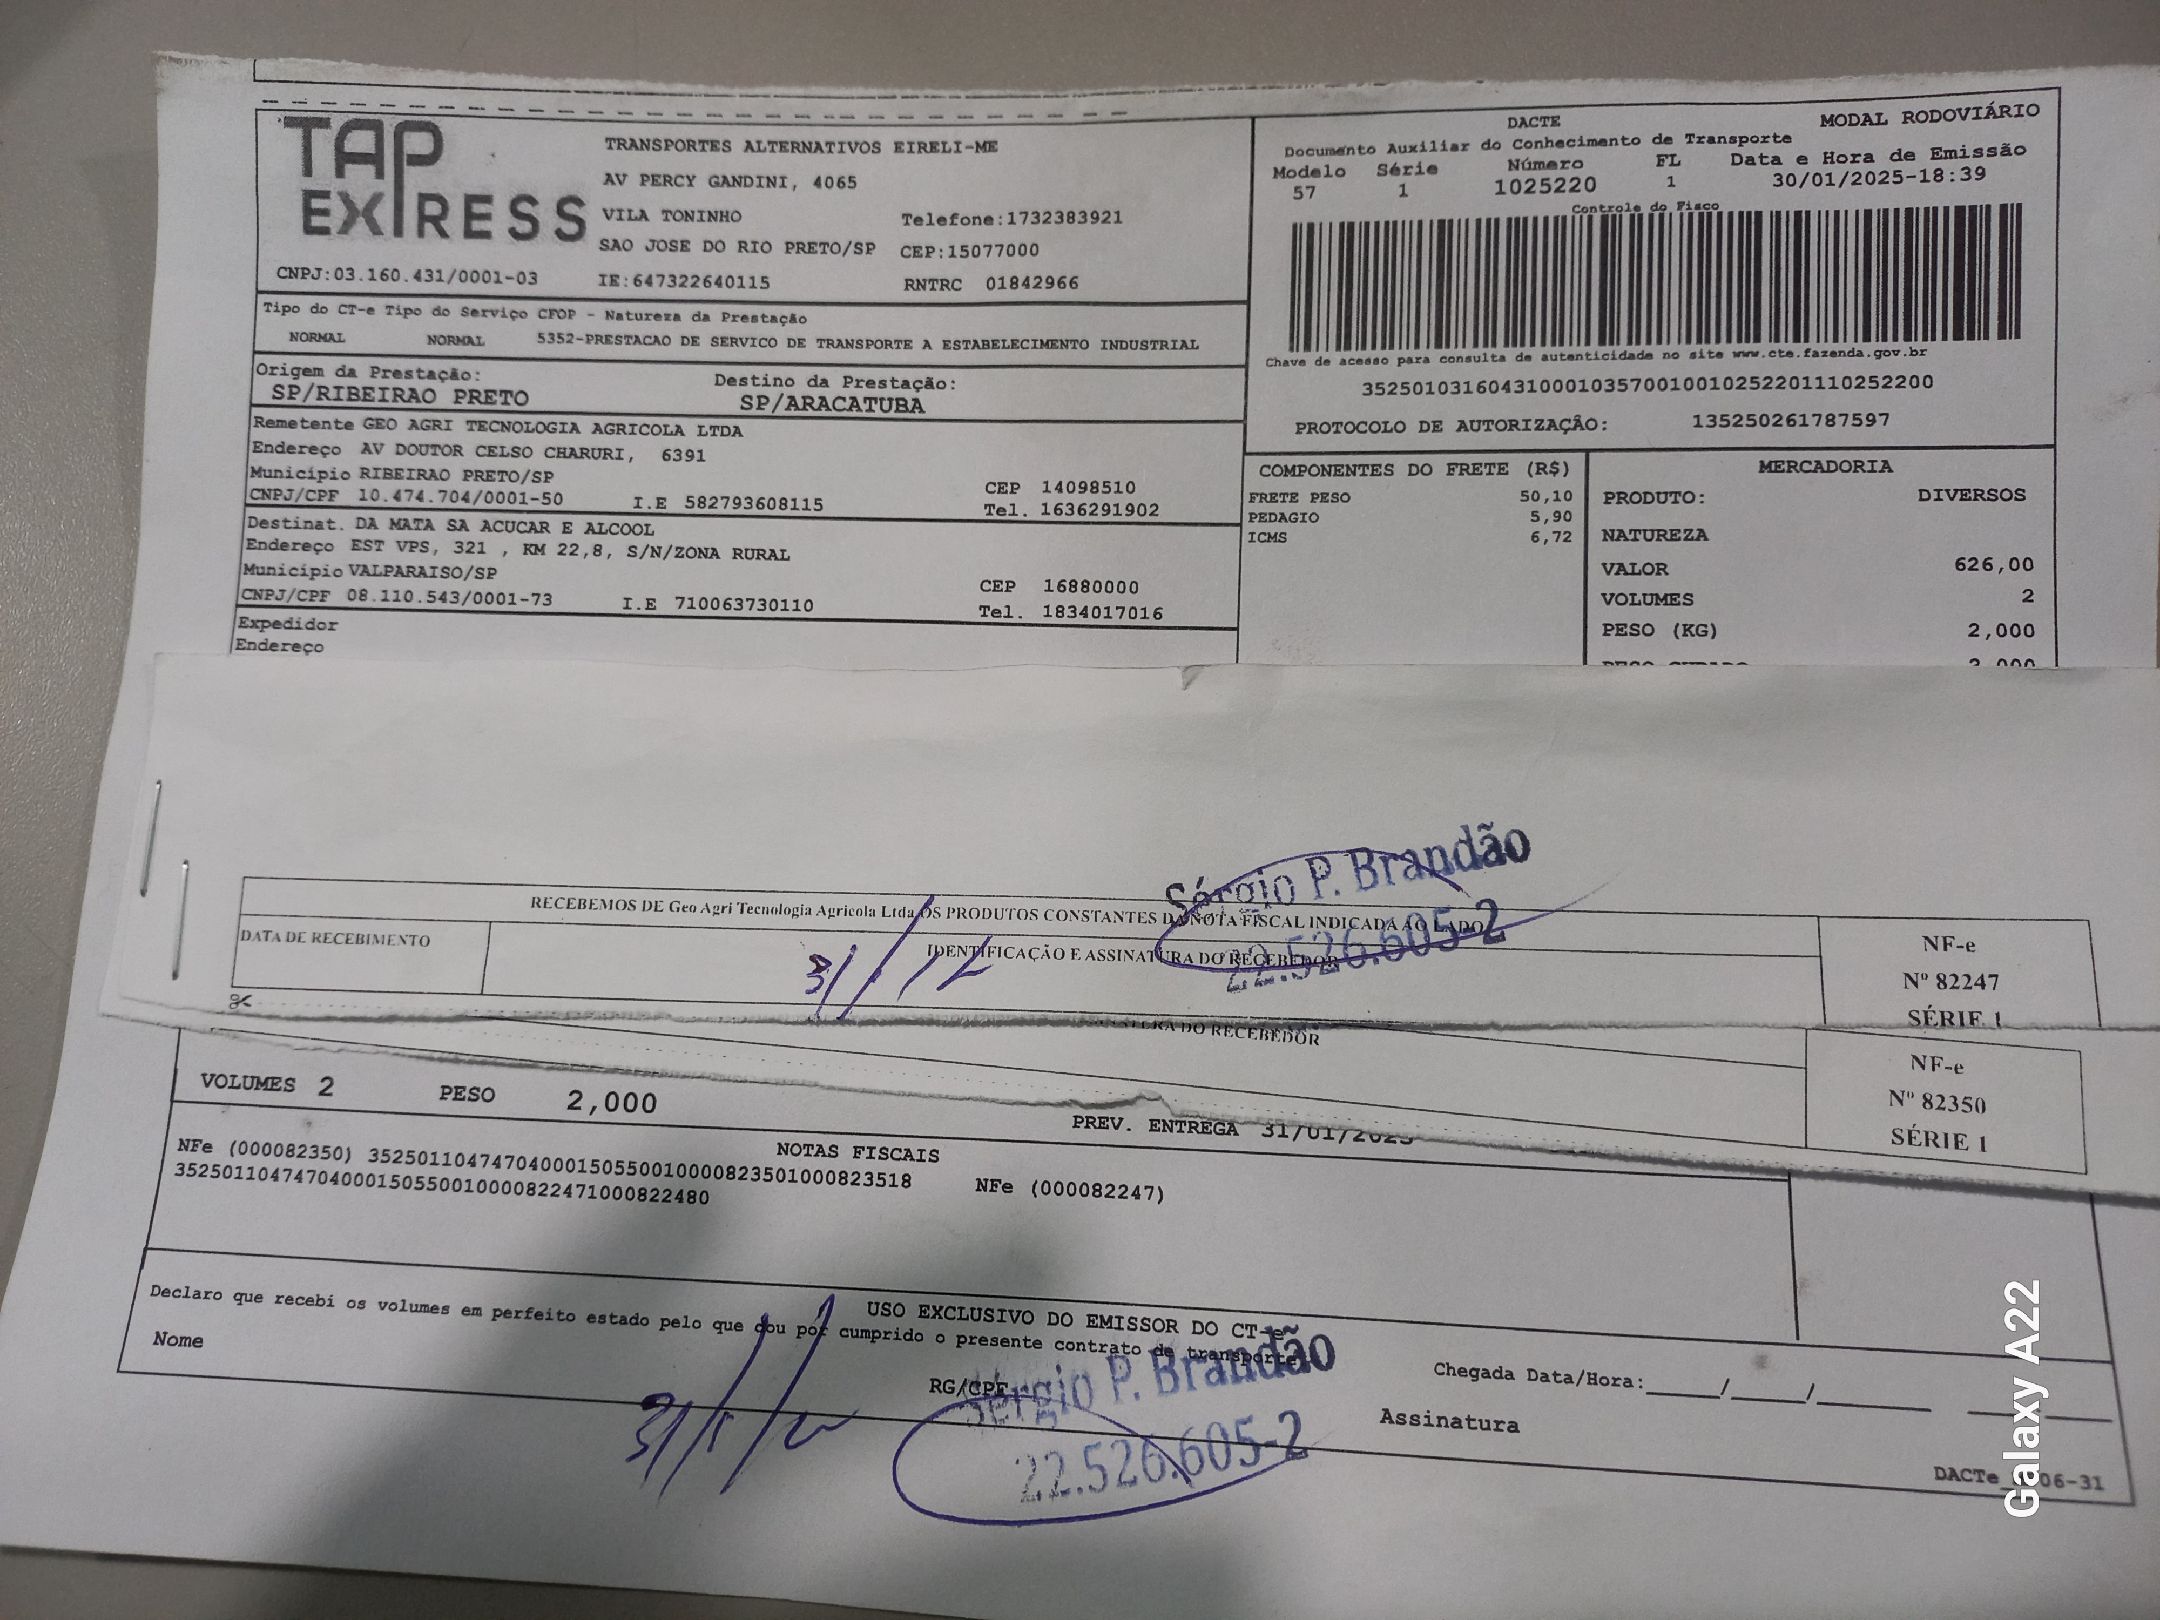 TAP EXPRESS
TRANSPORTES ALTERNATIVOS EIRELI-ME
AV PERCY GANDINI, 4065
VILA TONINHO Telefone:1732383921
SAO JOSE DO RIO PRETO/SP CEP:15077000
CNPJ:03.160.431/0001-03 IE:647322640115 RNTRC 01842966
DACTE MODAL RODOVIÁRIO
Documento Auxiliar do Conhecimento de Transporte
Modelo Série Número FL Data e Hora de Emissão
57 1 1025220 1 30/01/2025-18:39
Controle do Fisco
Chave de acesso para consulta de autenticidade no site www.cte.fazenda.gov.br
35250103160431000103570010010252201110252200
PROTOCOLO DE AUTORIZAÇÃO: 135250261787597
Tipo do CT-e Tipo do Serviço CFOP - Natureza da Prestação
NORMAL NORMAL 5352-PRESTACAO DE SERVICO DE TRANSPORTE A ESTABELECIMENTO INDUSTRIAL
Origem da Prestação: Destino da Prestação:
SP/RIBEIRAO PRETO SP/ARACATUBA
Remetente GEO AGRI TECNOLOGIA AGRICOLA LTDA
Endereço AV DOUTOR CELSO CHARURI, 6391
Município RIBEIRAO PRETO/SP CEP 14098510
CNPJ/CPF 10.474.704/0001-50 I.E 582793608115 Tel. 1636291902
Destinat. DA MATA SA ACUCAR E ALCOOL
Endereço EST VPS, 321 , KM 22,8, S/N/ZONA RURAL
Município VALPARAISO/SP CEP 16880000
CNPJ/CPF 08.110.543/0001-73 I.E 710063730110 Tel. 1834017016
Expedidor
Endereço
COMPONENTES DO FRETE (R$)
FRETE PESO 50,10
PEDAGIO 5,90
ICMS 6,72
MERCADORIA
PRODUTO: DIVERSOS
NATUREZA
VALOR 626,00
VOLUMES 2
PESO (KG) 2,000
RECEBEMOS DE Geo Agri Tecnologia Agricola Ltda OS PRODUTOS CONSTANTES DA NOTA FISCAL INDICADA AO LADO
DATA DE RECEBIMENTO IDENTIFICAÇÃO E ASSINATURA DO RECEBEDOR
Sérgio P. Brandão
22.526.605-2
NF-e
Nº 82247
SÉRIE 1
DO RECEBEDOR
NF-e
Nº 82350
SÉRIE 1
VOLUMES 2 PESO 2,000 PREV. ENTREGA 31/01/2025
NOTAS FISCAIS
NFe (000082350) 35250110474704000150550010000823501000823518 NFe (000082247)
35250110474704000150550010000822471000822480
USO EXCLUSIVO DO EMISSOR DO CT-e
Declaro que recebi os volumes em perfeito estado pelo que dou por cumprido o presente contrato de transporte
Nome RG/CPF Chegada Data/Hora:_____/_____/_______
Assinatura
Sérgio P. Brandão
22.526.605-2
Galaxy A22